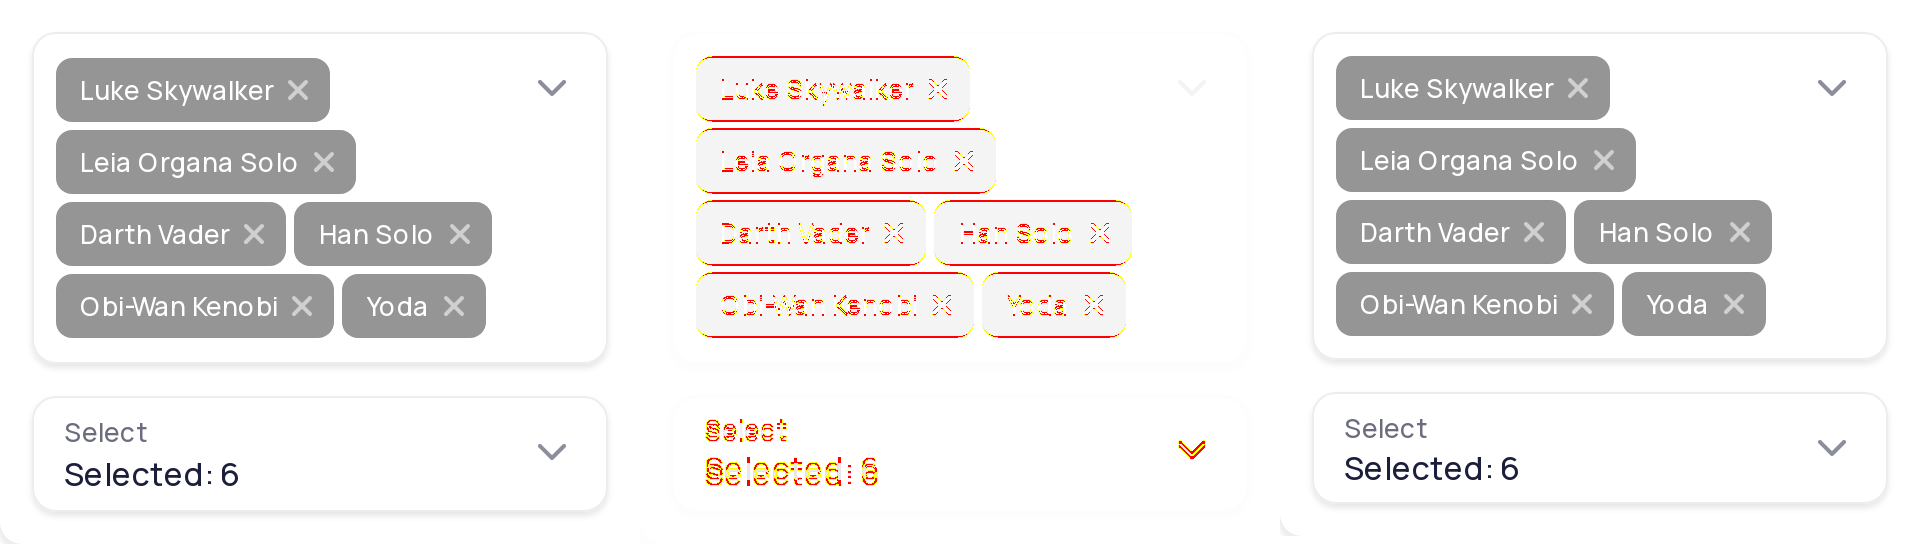 Luke Skywalker
Leia Organa Solo
Darth Vader Han Solo
Obi-Wan Kenobi Yoda
Select
Selected: 6
Luke Skywalker
Leia Organa Solo
Darth Vader Han Solo
Obi-Wan Kenobi Yoda
Select
Selected: 6
Luke Skywalker
Leia Organa Solo
Darth Vader Han Solo
Obi-Wan Kenobi Yoda
Select
Selected: 6